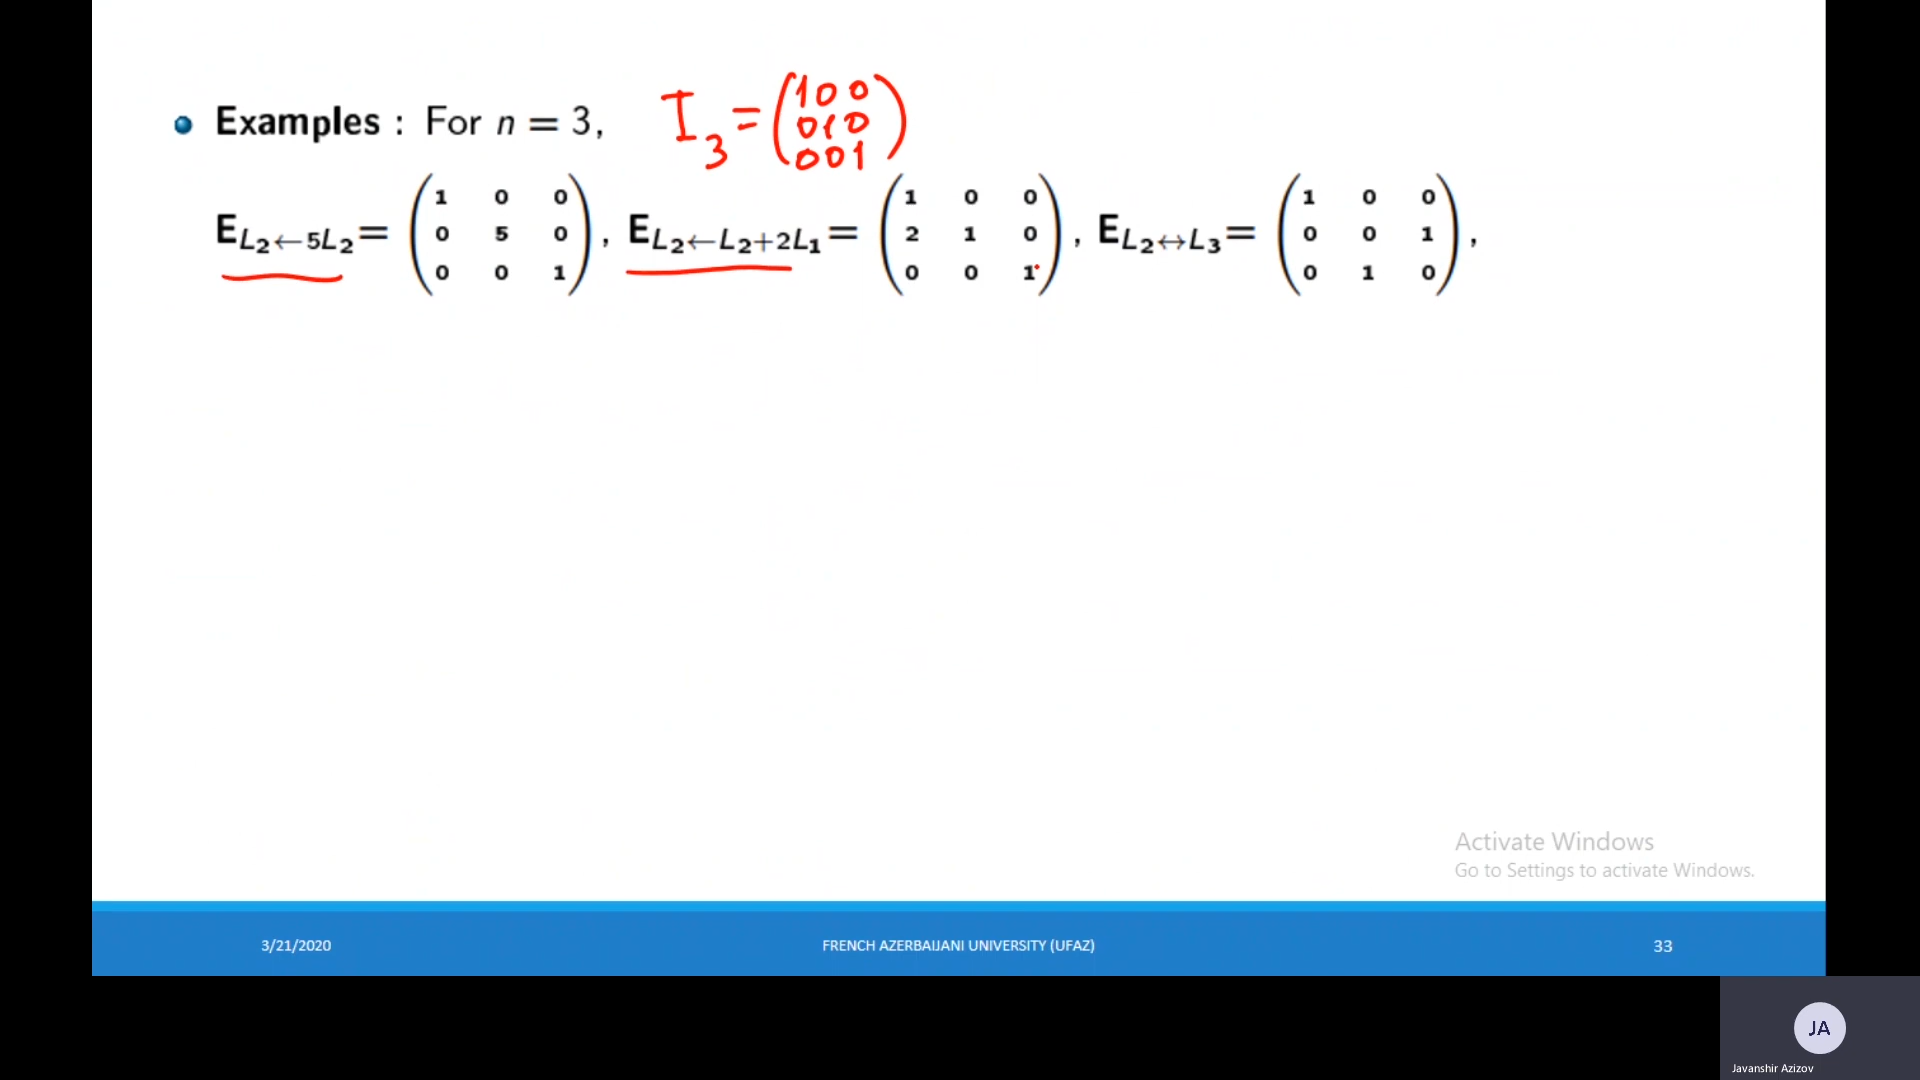 Examples : For n = 3, I₃ = (1 0 0
0 1 0
0 0 1)
E_{L₂←5L₂} = (1 0 0
0 5 0
0 0 1), E_{L₂←L₂+2L₁} = (1 0 0
2 1 0
0 0 1), E_{L₂↔L₃} = (1 0 0
0 0 1
0 1 0),
Activate Windows
Go to Settings to activate Windows.
3/21/2020 FRENCH AZERBAIJANI UNIVERSITY (UFAZ) 33
JA
Javanshir Azizov